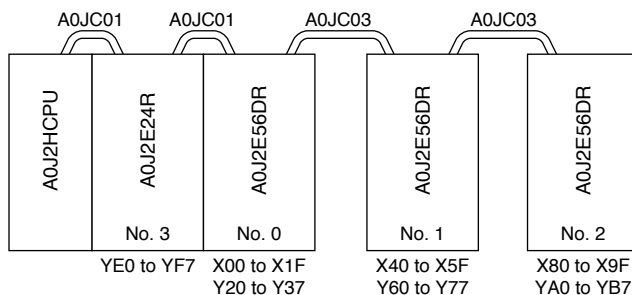 A0JC01 A0JC01 A0JC03 A0JC03
A0J2HCPU
A0J2E24R
A0J2E56DR
A0J2E56DR
A0J2E56DR
No. 3 No. 0 No. 1 No. 2
YE0 to YF7 X00 to X1F X40 to X5F X80 to X9F
Y20 to Y37 Y60 to Y77 YA0 to YB7